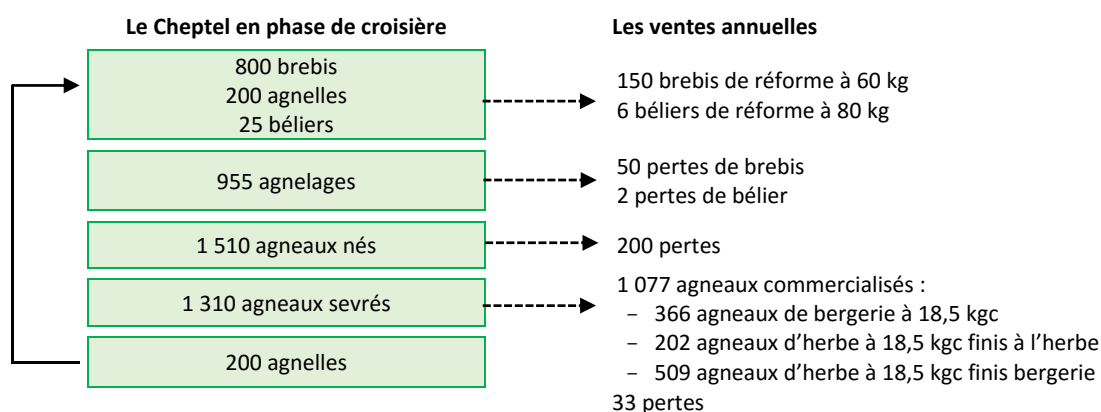 Le Cheptel en phase de croisière
800 brebis
200 agnelles
25 béliers
955 agnelages
1 510 agneaux nés
1 310 agneaux sevrés
200 agnelles
Les ventes annuelles
150 brebis de réforme à 60 kg
6 béliers de réforme à 80 kg
50 pertes de brebis
2 pertes de bélier
200 pertes
1 077 agneaux commercialisés :
− 366 agneaux de bergerie à 18,5 kgc
− 202 agneaux d’herbe à 18,5 kgc finis à l’herbe
− 509 agneaux d’herbe à 18,5 kgc finis bergerie
33 pertes